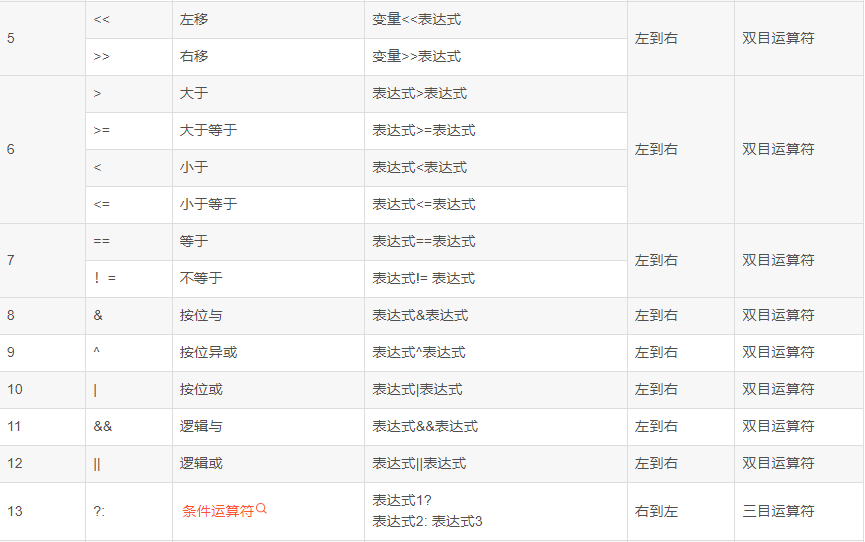 5 << 左移 变量<<表达式 左到右 双目运算符
>> 右移 变量>>表达式
6 > 大于 表达式>表达式 左到右 双目运算符
>= 大于等于 表达式>=表达式
< 小于 表达式<表达式
<= 小于等于 表达式<=表达式
7 == 等于 表达式==表达式 左到右 双目运算符
！= 不等于 表达式!= 表达式
8 & 按位与 表达式&表达式 左到右 双目运算符
9 ^ 按位异或 表达式^表达式 左到右 双目运算符
10 | 按位或 表达式|表达式 左到右 双目运算符
11 && 逻辑与 表达式&&表达式 左到右 双目运算符
12 || 逻辑或 表达式||表达式 左到右 双目运算符
13 ?: 条件运算符 表达式1? 右到左 三目运算符
表达式2: 表达式3